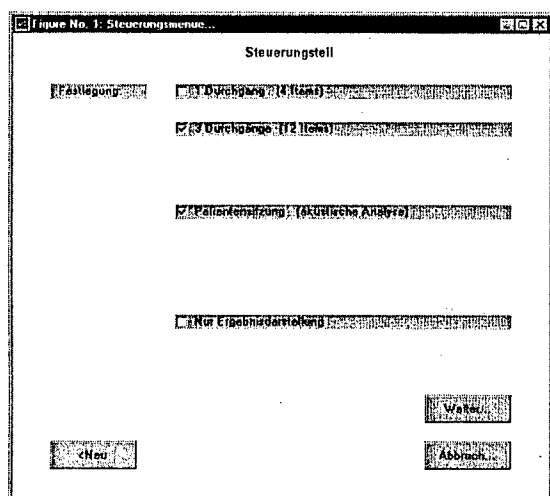 Figure No. 1: Steuerungsmenue...
Steuerungsteil
Festlegung
1 Durchgang (4 Items)
3 Durchgänge (12 Items)
Patientensitzung (akustische Analyse)
Nur Ergebnisdarstellung
Weiter...
<Neu
Abbruch...